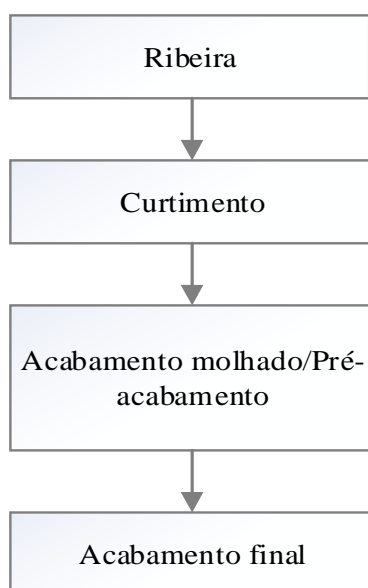 Ribeira
Curtimento
Acabamento molhado/Pré-
acabamento
Acabamento final